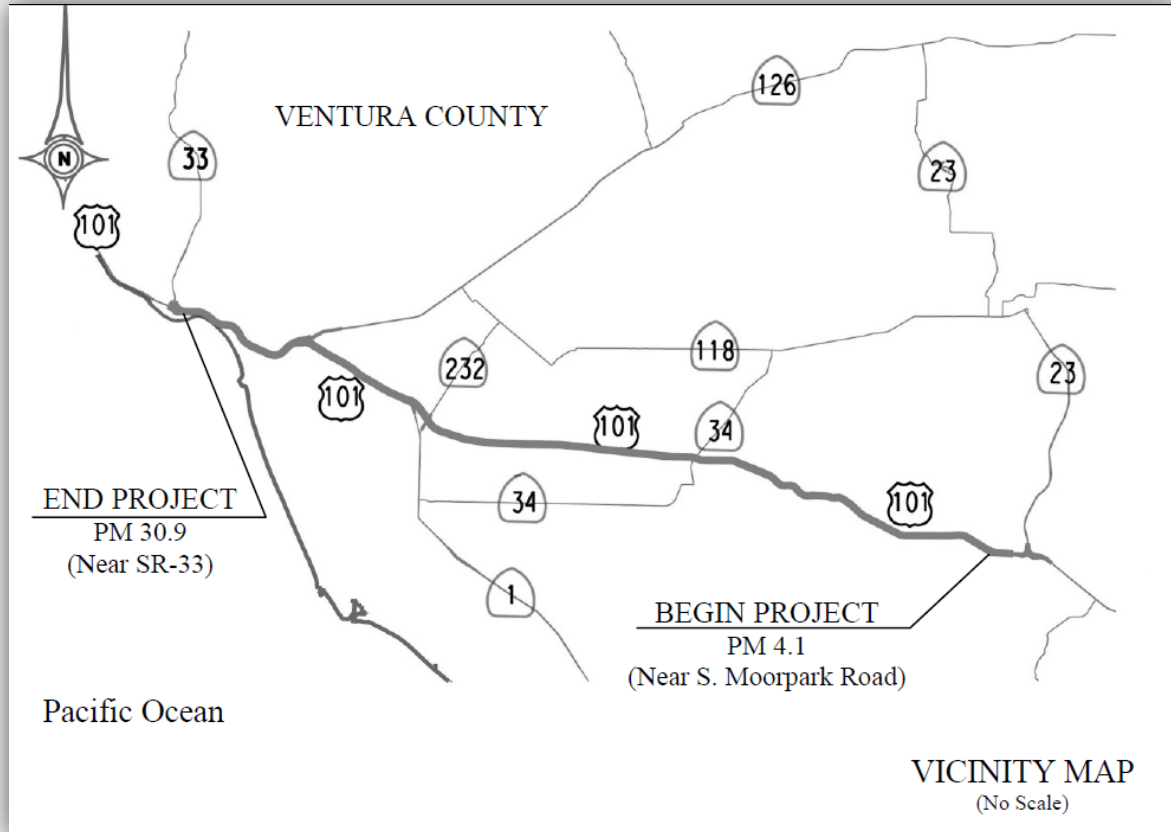 126
VENTURA COUNTY
N
33
23
101
232
118
23
101
101
34
END PROJECT
PM 30.9
(Near SR-33)
34
101
1
BEGIN PROJECT
PM 4.1
(Near S. Moorpark Road)
Pacific Ocean
VICINITY MAP
(No Scale)